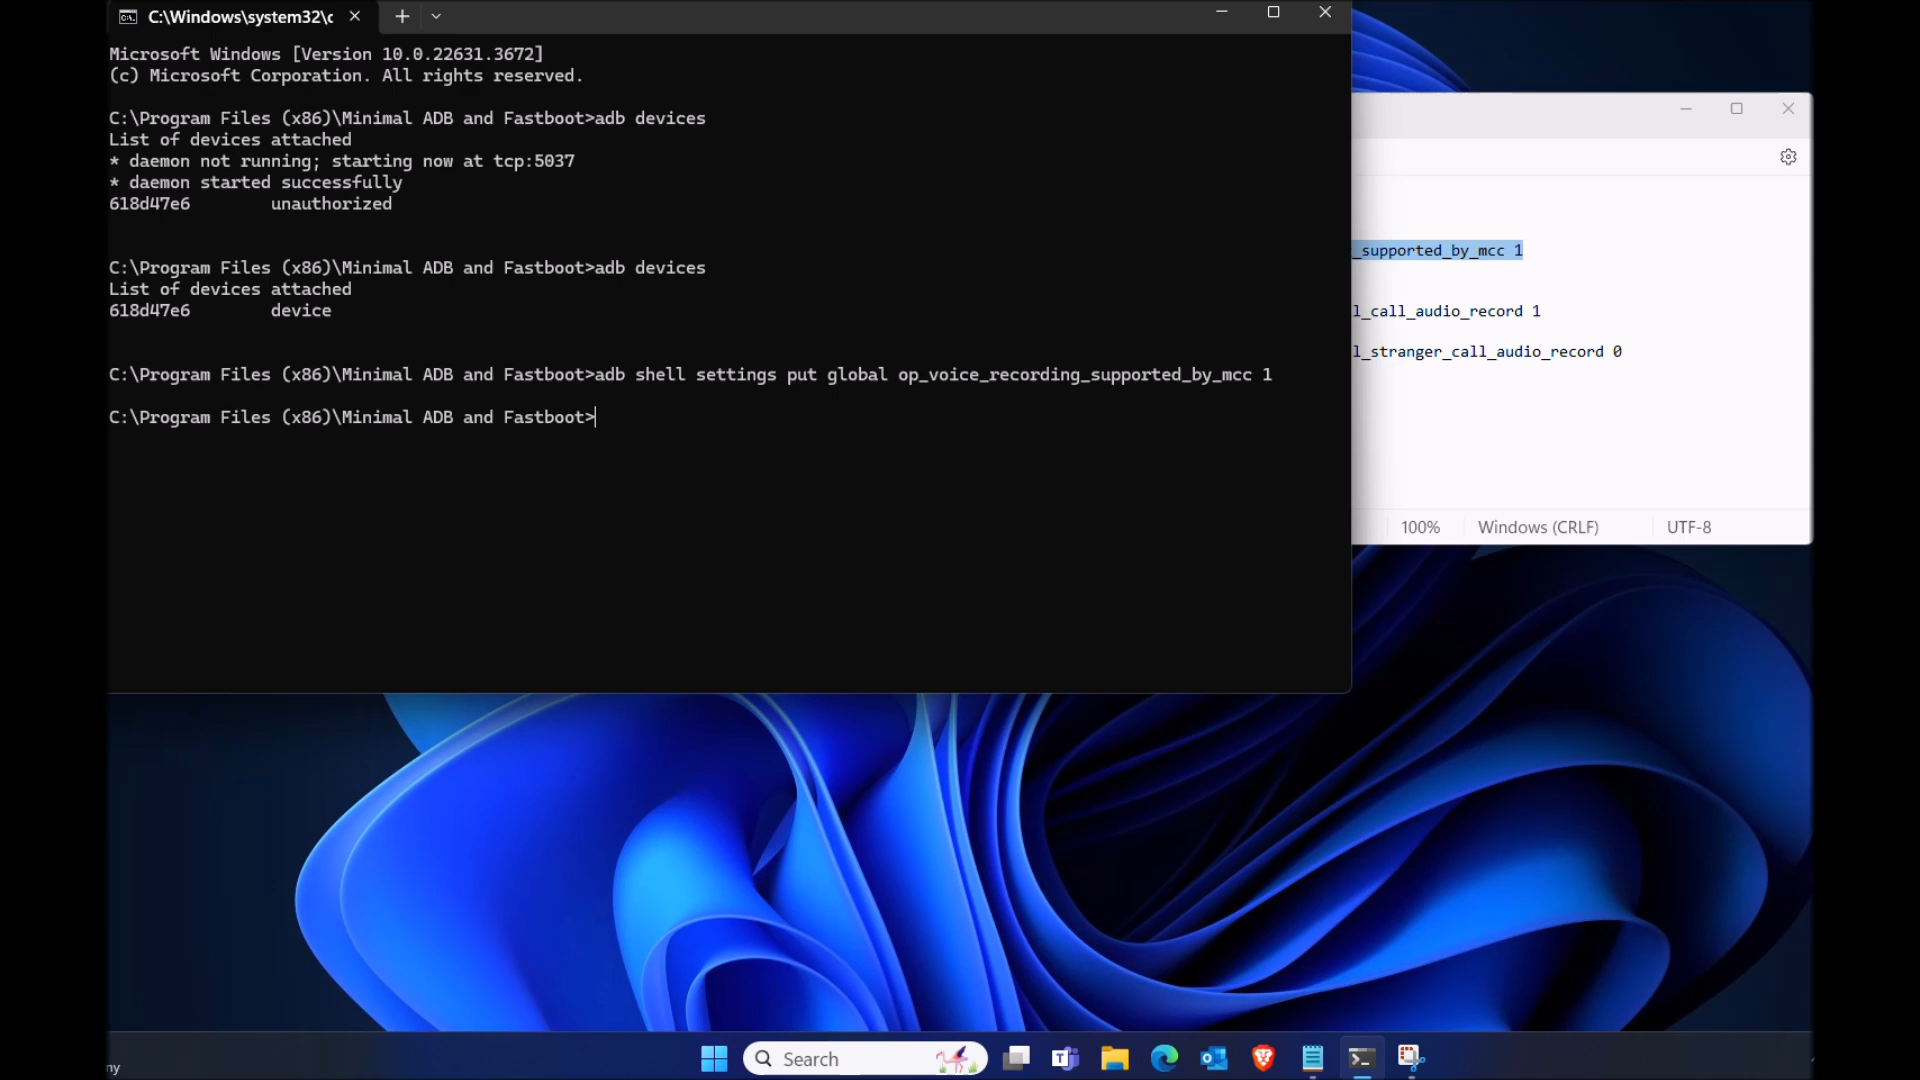 C:\Windows\system32\c
Microsoft Windows [Version 10.0.22631.3672]
(c) Microsoft Corporation. All rights reserved.
C:\Program Files (x86)\Minimal ADB and Fastboot>adb devices
List of devices attached
* daemon not running; starting now at tcp:5037
* daemon started successfully
618d47e6 unauthorized
C:\Program Files (x86)\Minimal ADB and Fastboot>adb devices
List of devices attached
618d47e6 device
C:\Program Files (x86)\Minimal ADB and Fastboot>adb shell settings put global op_voice_recording_supported_by_mcc 1
C:\Program Files (x86)\Minimal ADB and Fastboot>
_supported_by_mcc 1
l_call_audio_record 1
l_stranger_call_audio_record 0
100%
Windows (CRLF)
UTF-8
ny
Search